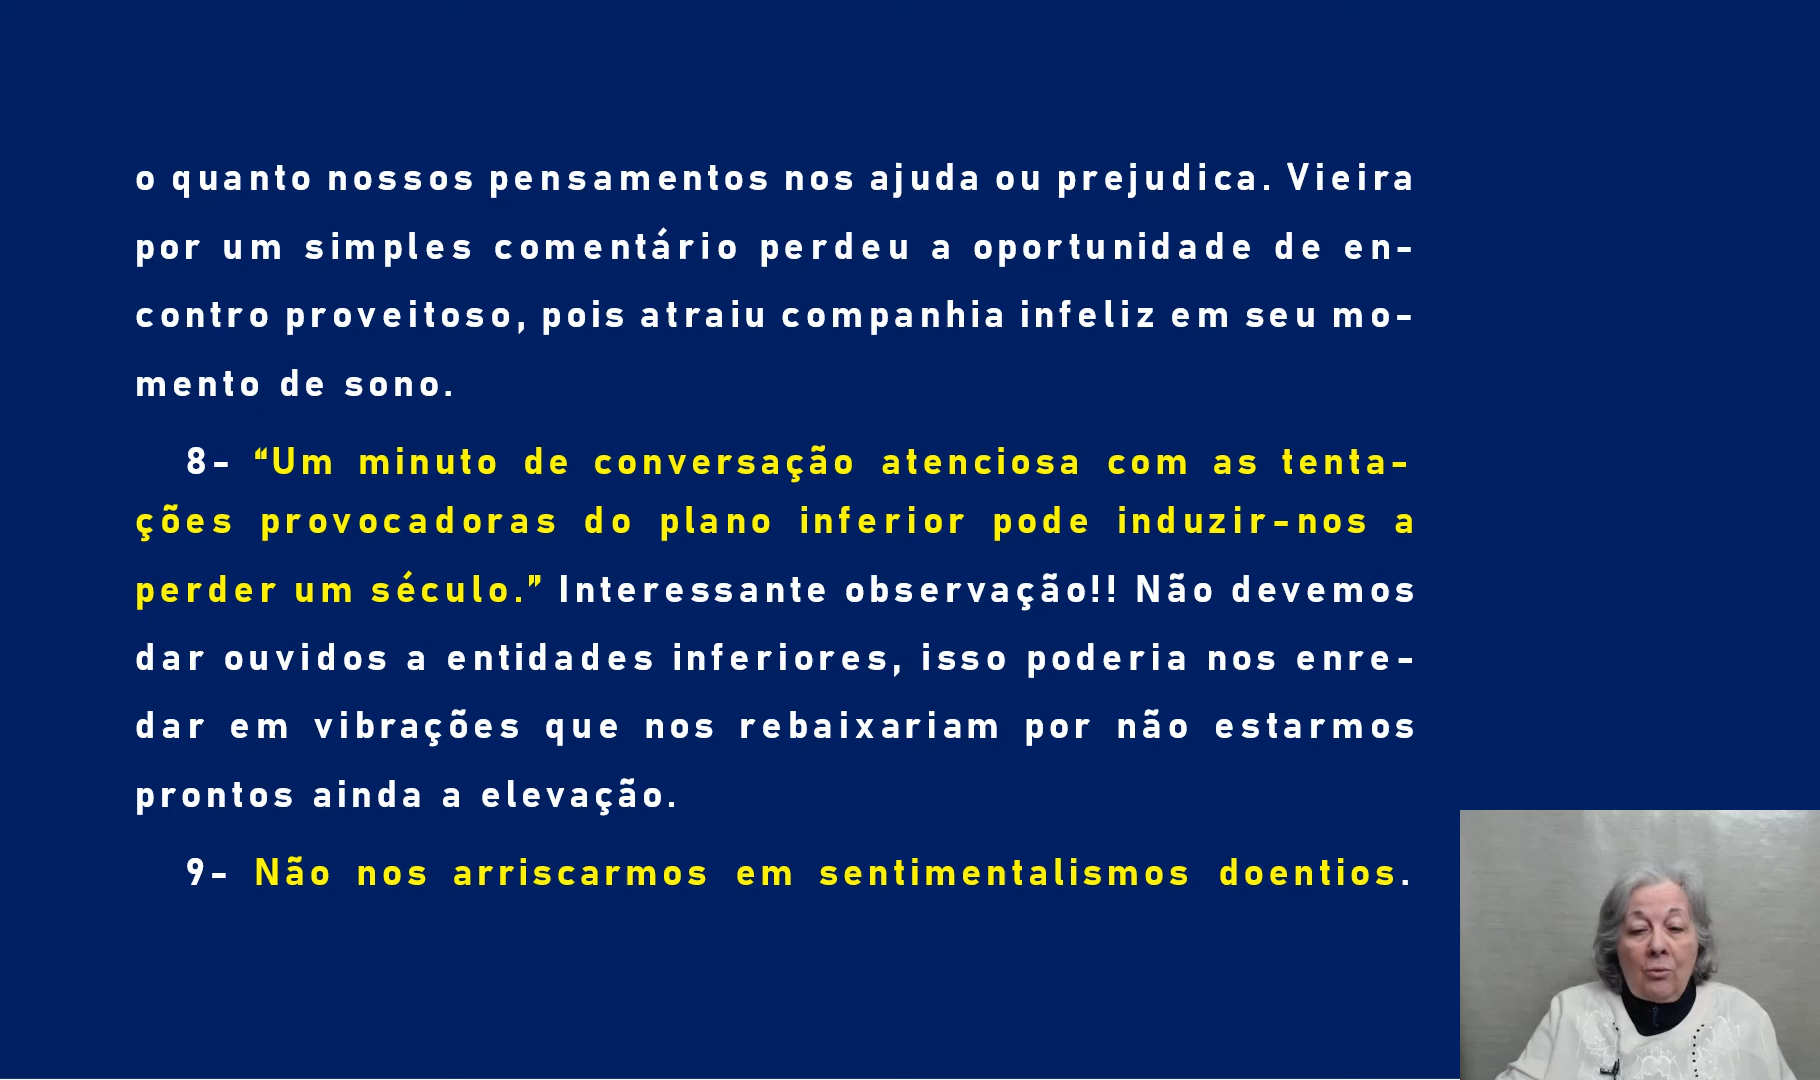 o quanto nossos pensamentos nos ajuda ou prejudica. Vieira
por um simples comentário perdeu a oportunidade de en-
contro proveitoso, pois atraiu companhia infeliz em seu mo-
mento de sono.
8- “Um minuto de conversação atenciosa com as tenta-
ções provocadoras do plano inferior pode induzir-nos a
perder um século.” Interessante observação!! Não devemos
dar ouvidos a entidades inferiores, isso poderia nos enre-
dar em vibrações que nos rebaixariam por não estarmos
prontos ainda a elevação.
9- Não nos arriscarmos em sentimentalismos doentios.